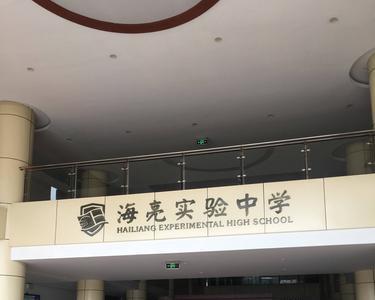 海亮实验中学
HAILIANG EXPERIMENTAL HIGH SCHOOL